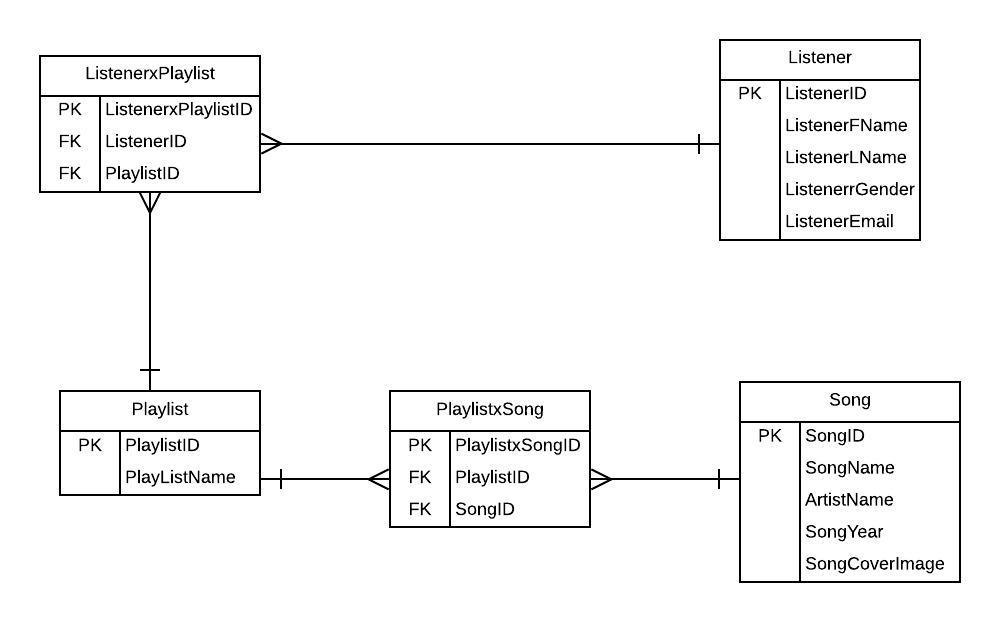 ListenerxPlaylist
PK ListenerxPlaylistID
FK ListenerID
FK PlaylistID
Listener
PK ListenerID
ListenerFName
ListenerLName
ListenerrGender
ListenerEmail
Playlist
PK PlaylistID
PlayListName
PlaylistxSong
PK PlaylistxSongID
FK PlaylistID
FK SongID
Song
PK SongID
SongName
ArtistName
SongYear
SongCoverImage